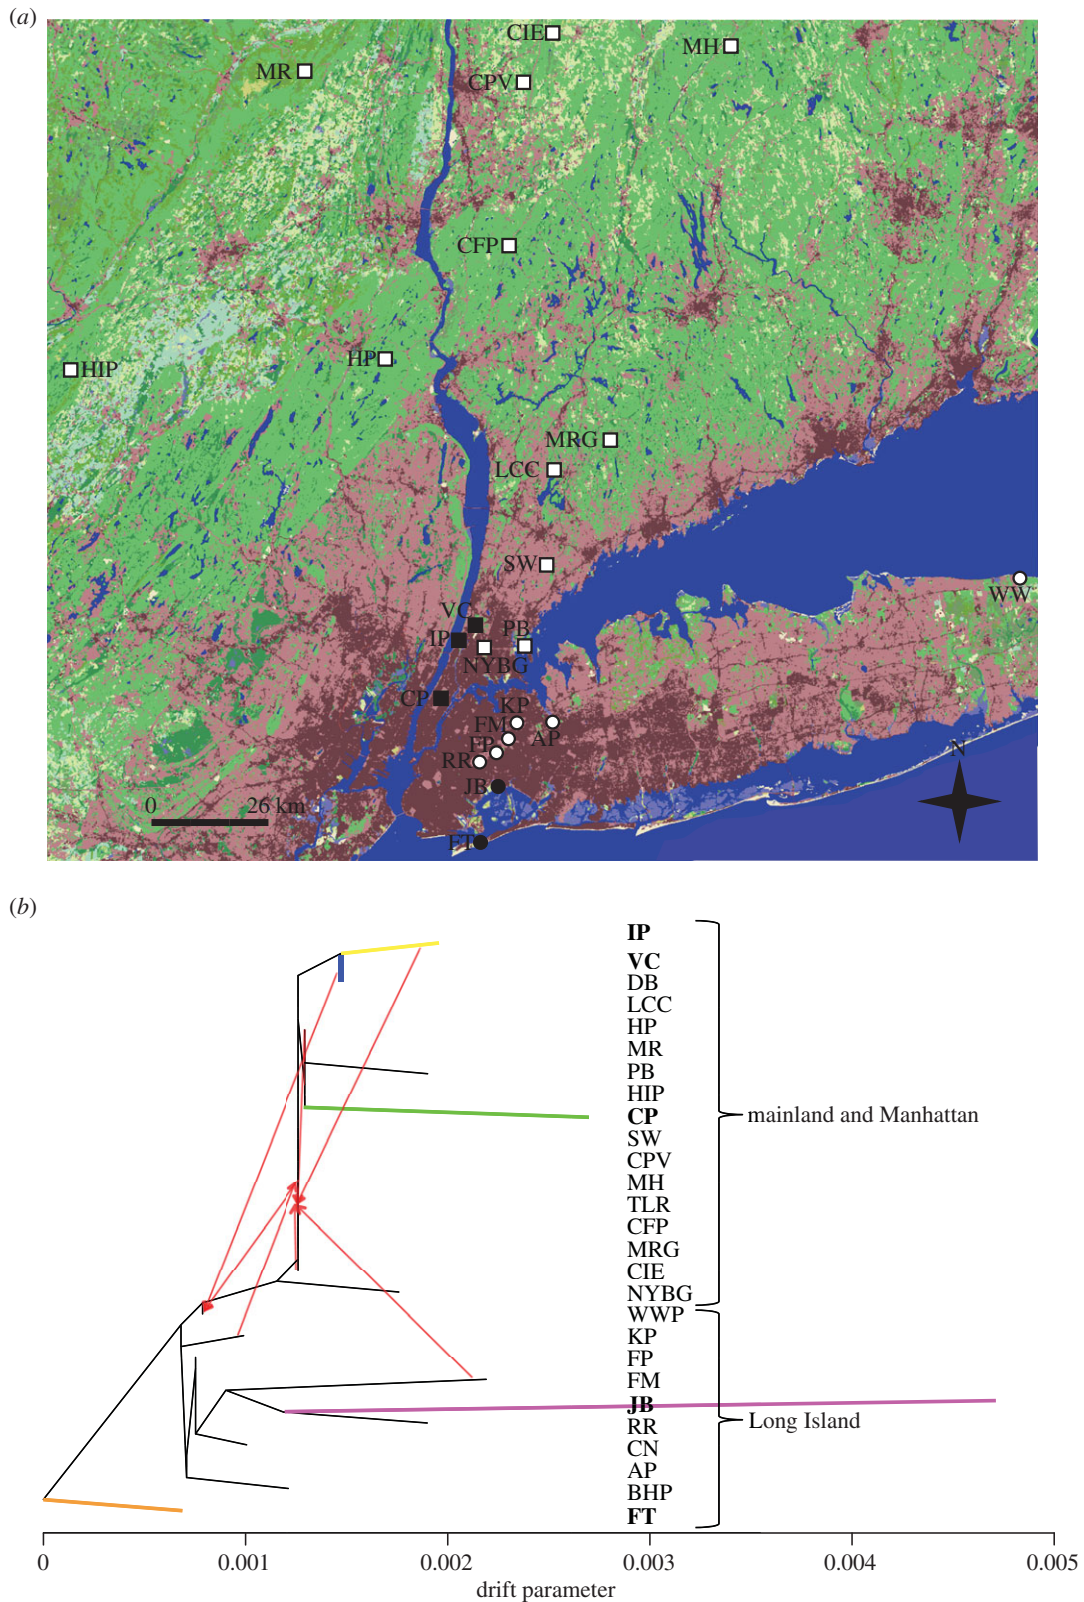 (a)
CIE
MH
MR
CPV
CFP
HIP
HP
MRG
LCC
SW
WW
VC
IP
PB
NYBG
CP
KP
FM
AP
FP
RR
JB
N
0 26 km
FT
(b)
IP
VC
DB
LCC
HP
MR
PB
HIP
CP
mainland and Manhattan
SW
CPV
MH
TLR
CFP
MRG
CIE
NYBG
WWP
KP
FP
FM
JB
Long Island
RR
CN
AP
BHP
FT
0 0.001 0.002 0.003 0.004 0.005
drift parameter